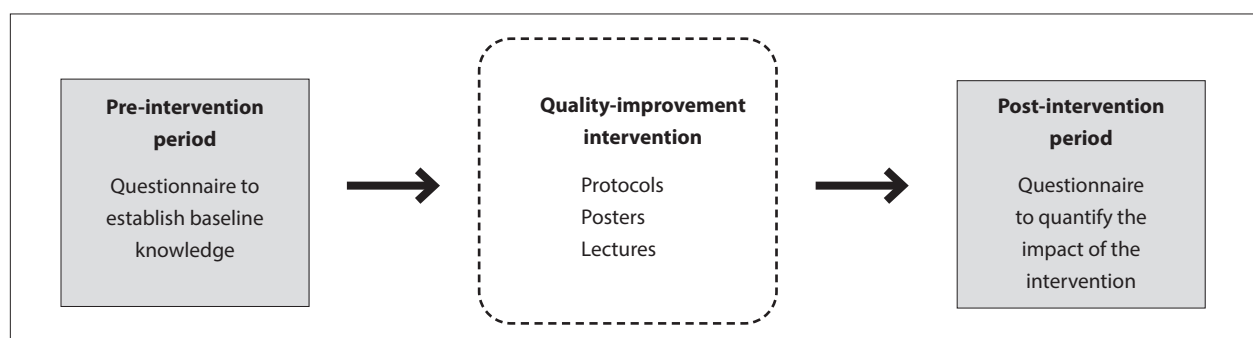 Pre-intervention
period
Questionnaire to
establish baseline
knowledge
Quality-improvement
intervention
Protocols
Posters
Lectures
Post-intervention
period
Questionnaire
to quantify the
impact of the
intervention